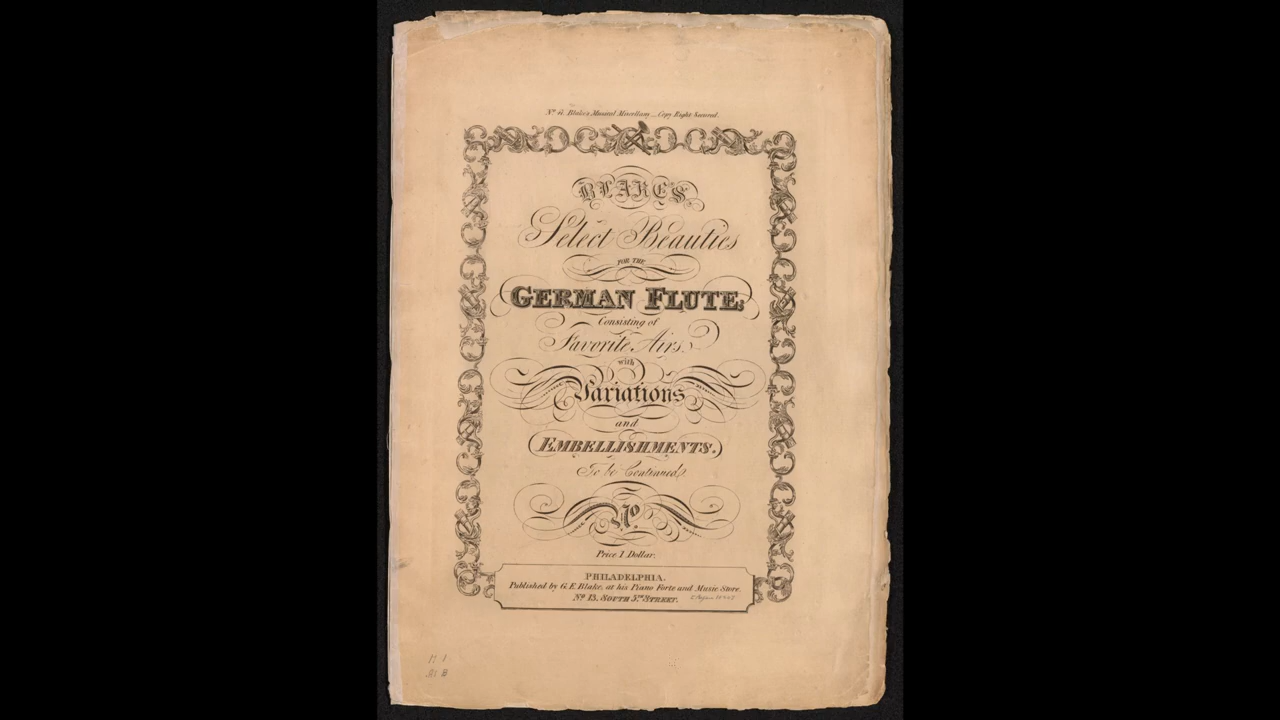 Nº 41. Blake's Musical Miscellany. Copy Right Secured.
BLAKE'S
Select Beauties
FOR THE
GERMAN FLUTE;
Consisting of
Favorite Airs
with
Variations
and
EMBELLISHMENTS.
To be Continued.
Nº.
Price 1 Dollar.
PHILADELPHIA.
Published by G. E. Blake, at his Piano Forte and Music Store.
Nº 13. SOUTH 5TH STREET.